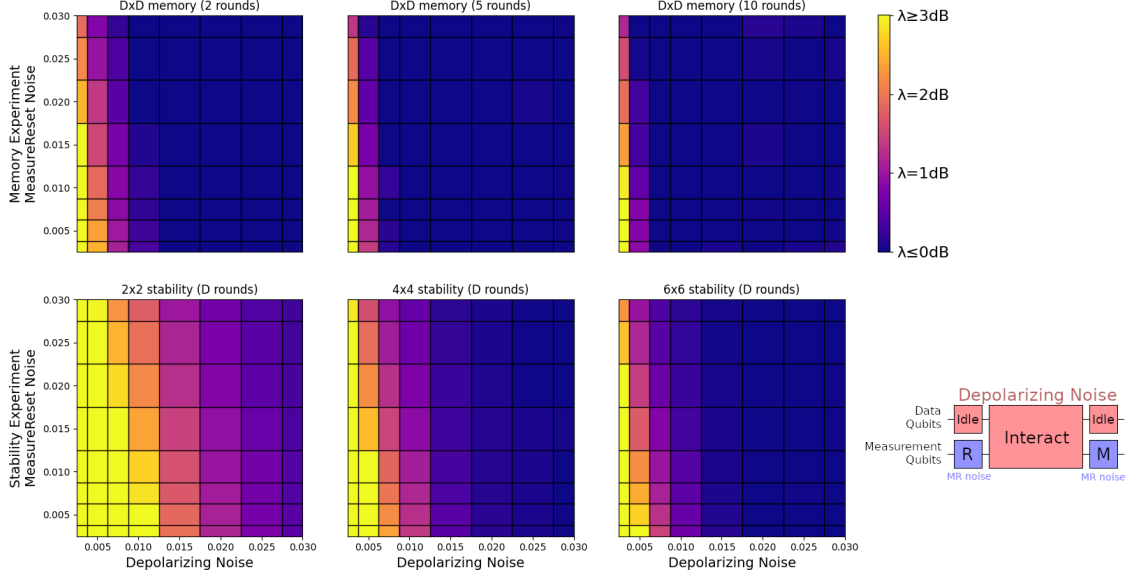 DxD memory (2 rounds)
DxD memory (5 rounds)
DxD memory (10 rounds)
Memory Experiment
MeasureReset Noise
0.030
0.025
0.020
0.015
0.010
0.005
λ≥3dB
λ=2dB
λ=1dB
λ≤0dB
2x2 stability (D rounds)
4x4 stability (D rounds)
6x6 stability (D rounds)
Stability Experiment
MeasureReset Noise
0.030
0.025
0.020
0.015
0.010
0.005
0.005 0.010 0.015 0.020 0.025 0.030
Depolarizing Noise
0.005 0.010 0.015 0.020 0.025 0.030
Depolarizing Noise
0.005 0.010 0.015 0.020 0.025 0.030
Depolarizing Noise
Depolarizing Noise
Data
Qubits
Idle
Interact
Idle
Measurement
Qubits
R
M
MR noise
MR noise